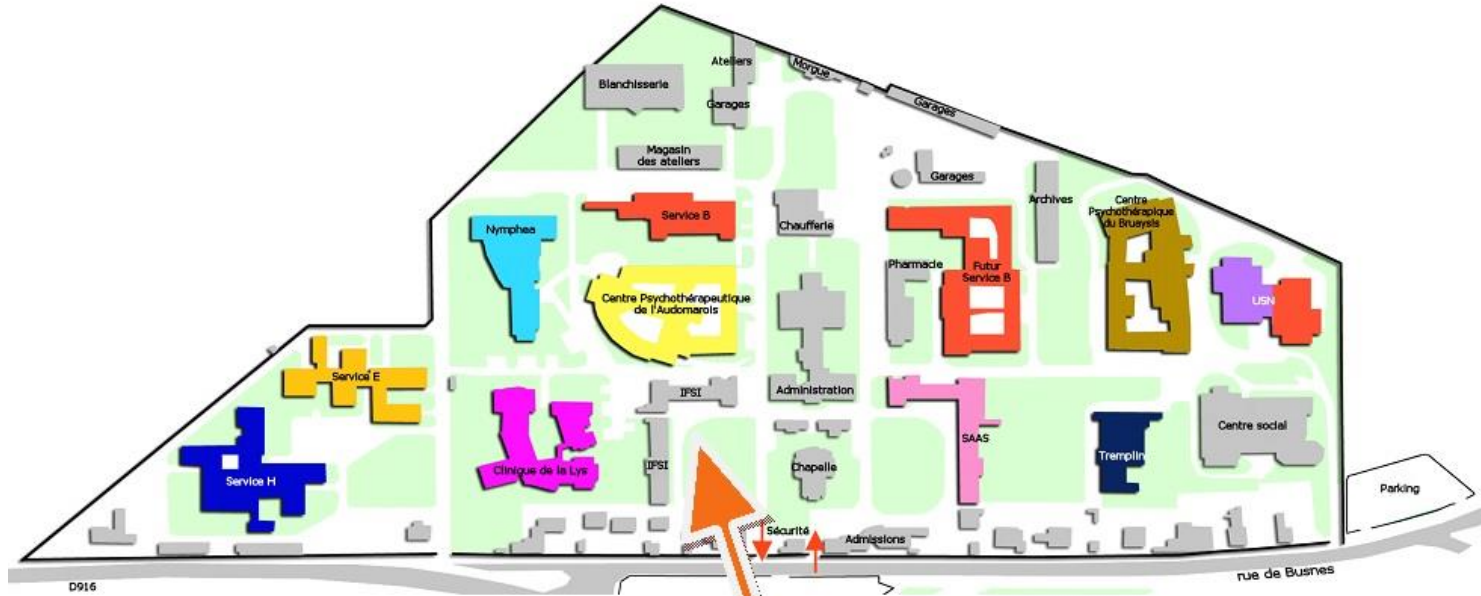 Ateliers
Morgue
Blanchisserie
Garages
Garages
Magasin
des ateliers
Garages
Archives
Centre
Psychothérapique
du Bruaysis
Service B
Nymphea
Chaufferie
Pharmacie
Futur
Service B
Centre Psychothérapeutique
de l'Audomarois
USN
Service E
IFSI
Administration
Centre social
SAAS
Tremplin
Clinique de la Lys
IFSI
Chapelle
Service H
Parking
Sécurité
Admissions
rue de Busnes
D916